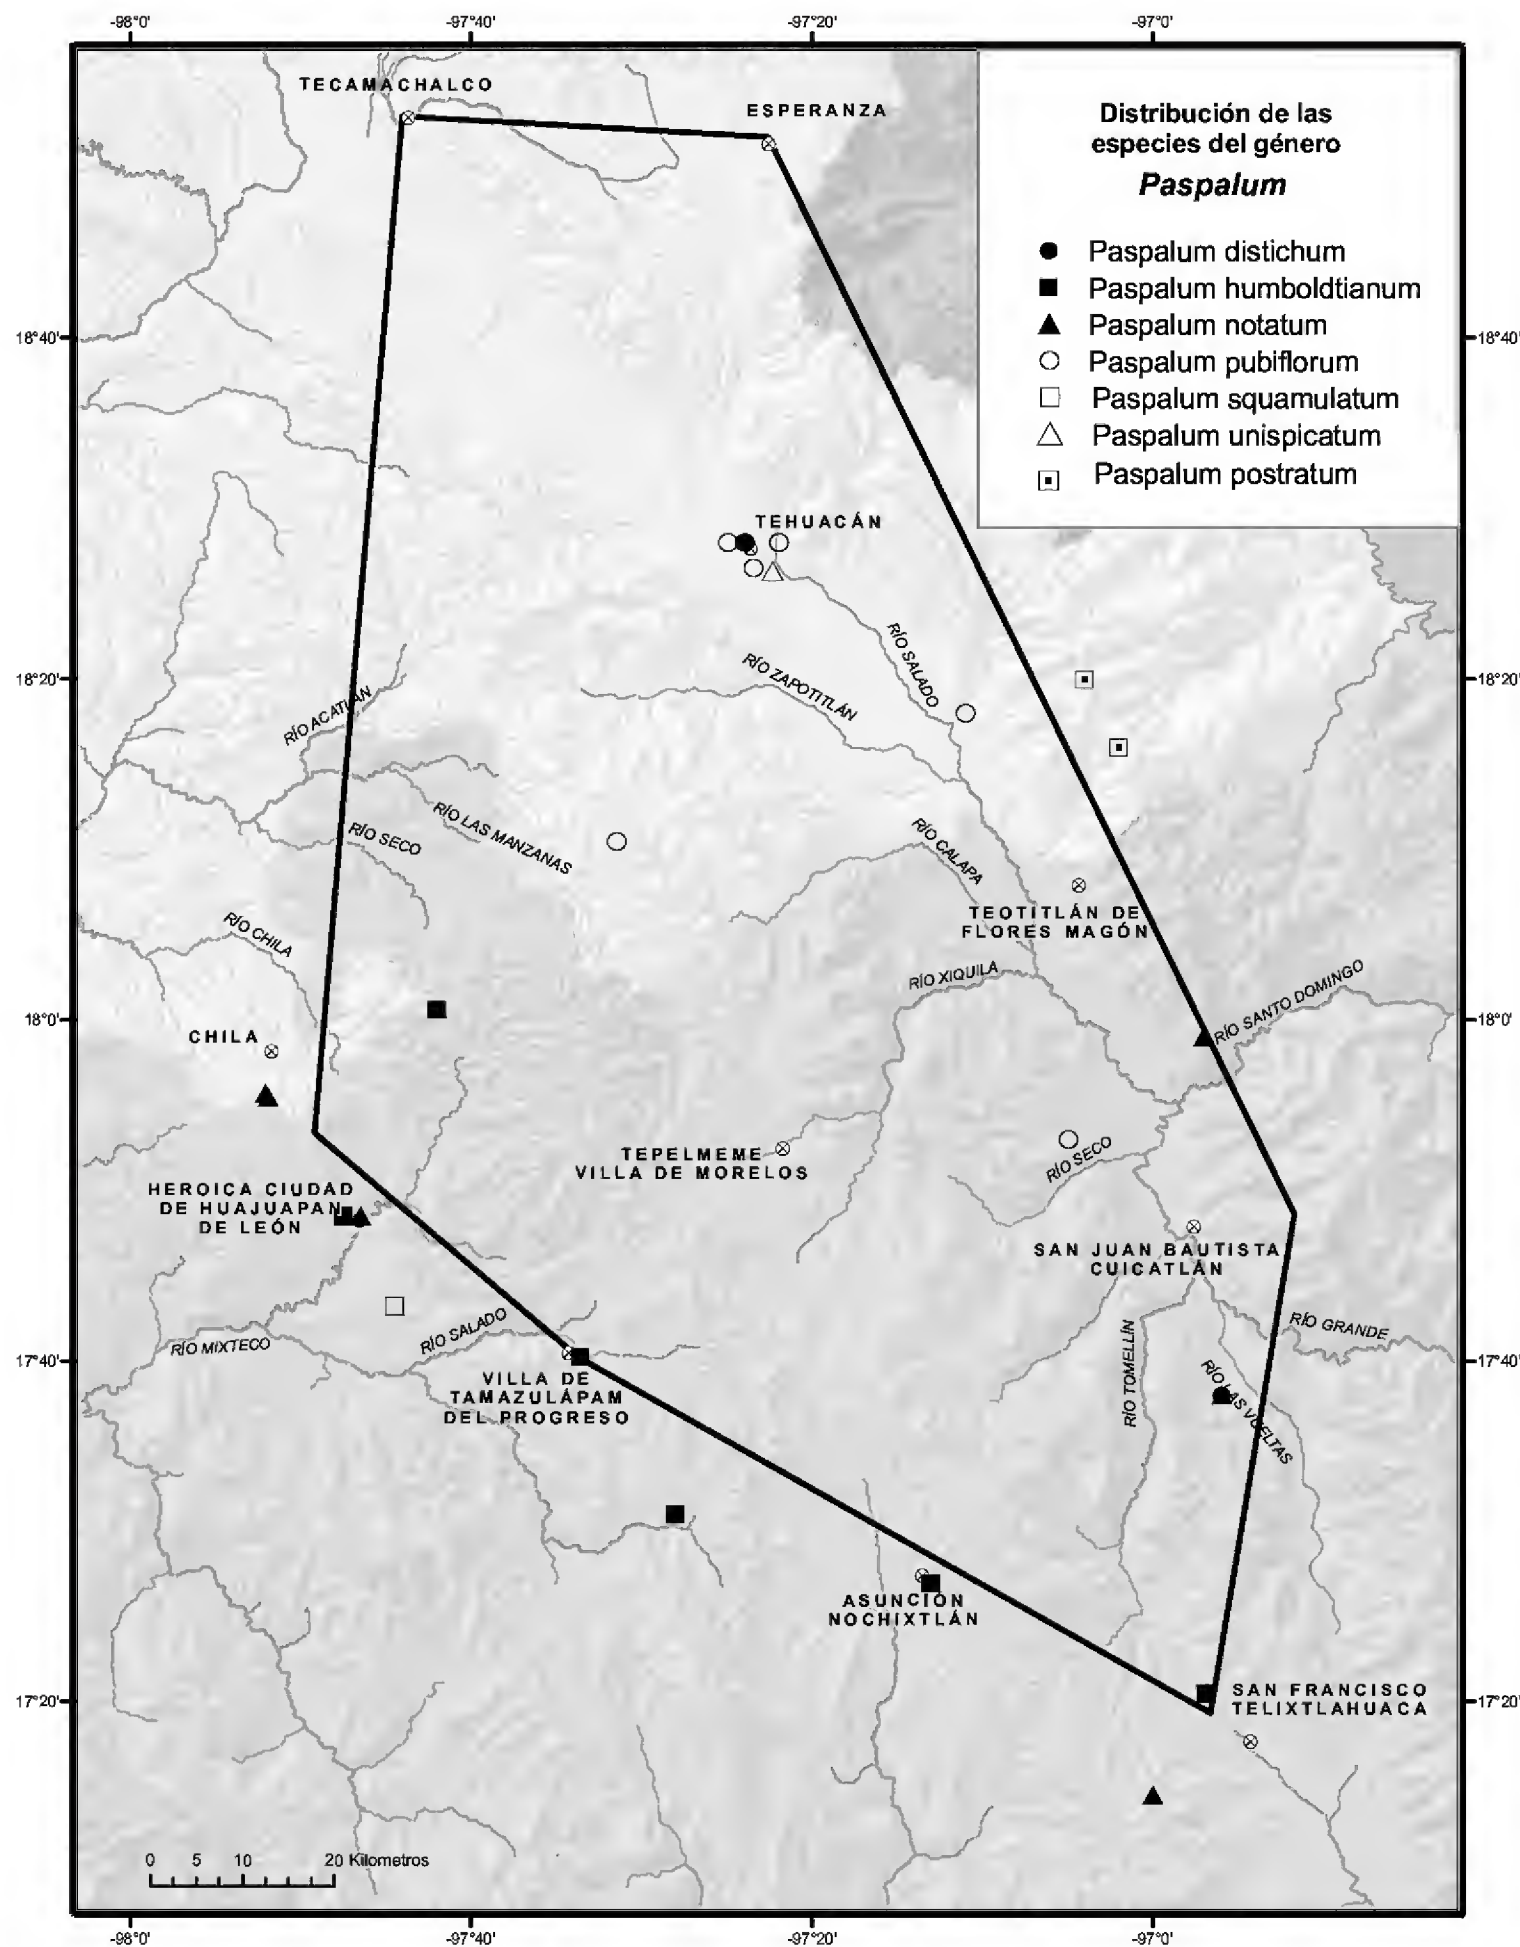 -98°0'
-97°40'
-97°20'
-97°0'
TECAMACHALCO
ESPERANZA
Distribución de las
especies del género
Paspalum
Paspalum distichum
Paspalum humboldtianum
Paspalum notatum
Paspalum pubiflorum
Paspalum squamulatum
Paspalum unispicatum
Paspalum postratum
18°40'
18°40'
TEHUACÁN
RÍO SALADO
RÍO ZAPOTITLÁN
18°20'
18°20'
RÍO ACATLÁN
RÍO LAS MANZANAS
RÍO SECO
RÍO CALAPA
TEOTITLÁN DE
FLORES MAGÓN
RÍO CHILA
RÍO XIQUILA
RÍO SANTO DOMINGO
18°0'
18°0'
CHILA
TEPELMEME
VILLA DE MORELOS
RÍO SECO
HEROICA CIUDAD
DE HUAJUAPAN
DE LEÓN
SAN JUAN BAUTISTA
CUICATLÁN
RÍO GRANDE
RÍO MIXTECO
RÍO SALADO
17°40'
17°40'
RÍO TOMELLÍN
RÍO LAS VUELTAS
VILLA DE
TAMAZULÁPAM
DEL PROGRESO
ASUNCIÓN
NOCHIXTLÁN
SAN FRANCISCO
TELIXTLAHUACA
17°20'
17°20'
0 5 10 20 Kilometros
-98°0'
-97°40'
-97°20'
-97°0'